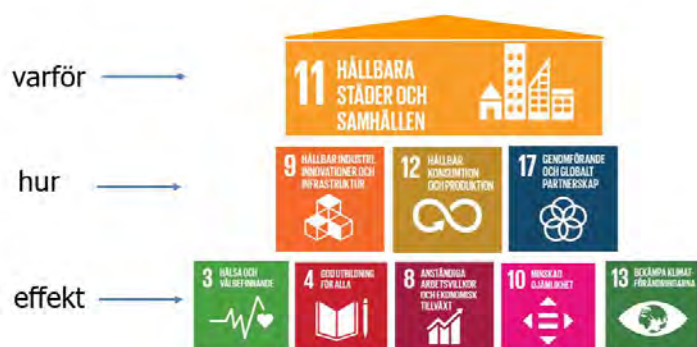 varför
11 HÅLLBARA
STÄDER OCH
SAMHÄLLEN
hur
9 HÅLLBAR INDUSTRI,
INNOVATIONER OCH
INFRASTRUKTUR
12 HÅLLBAR
KONSUMTION
OCH PRODUKTION
17 GENOMFÖRANDE
OCH GLOBALT
PARTNERSKAP
effekt
3 HÄLSA OCH
VÄLBEFINNANDE
4 GOD UTBILDNING
FÖR ALLA
8 ANSTÄNDIGA
ARBETSVILLKOR
OCH EKONOMISK
TILLVÄXT
10 MINSKAD
OJÄMLIKHET
13 BEKÄMPA KLIMAT-
FÖRÄNDRINGARNA